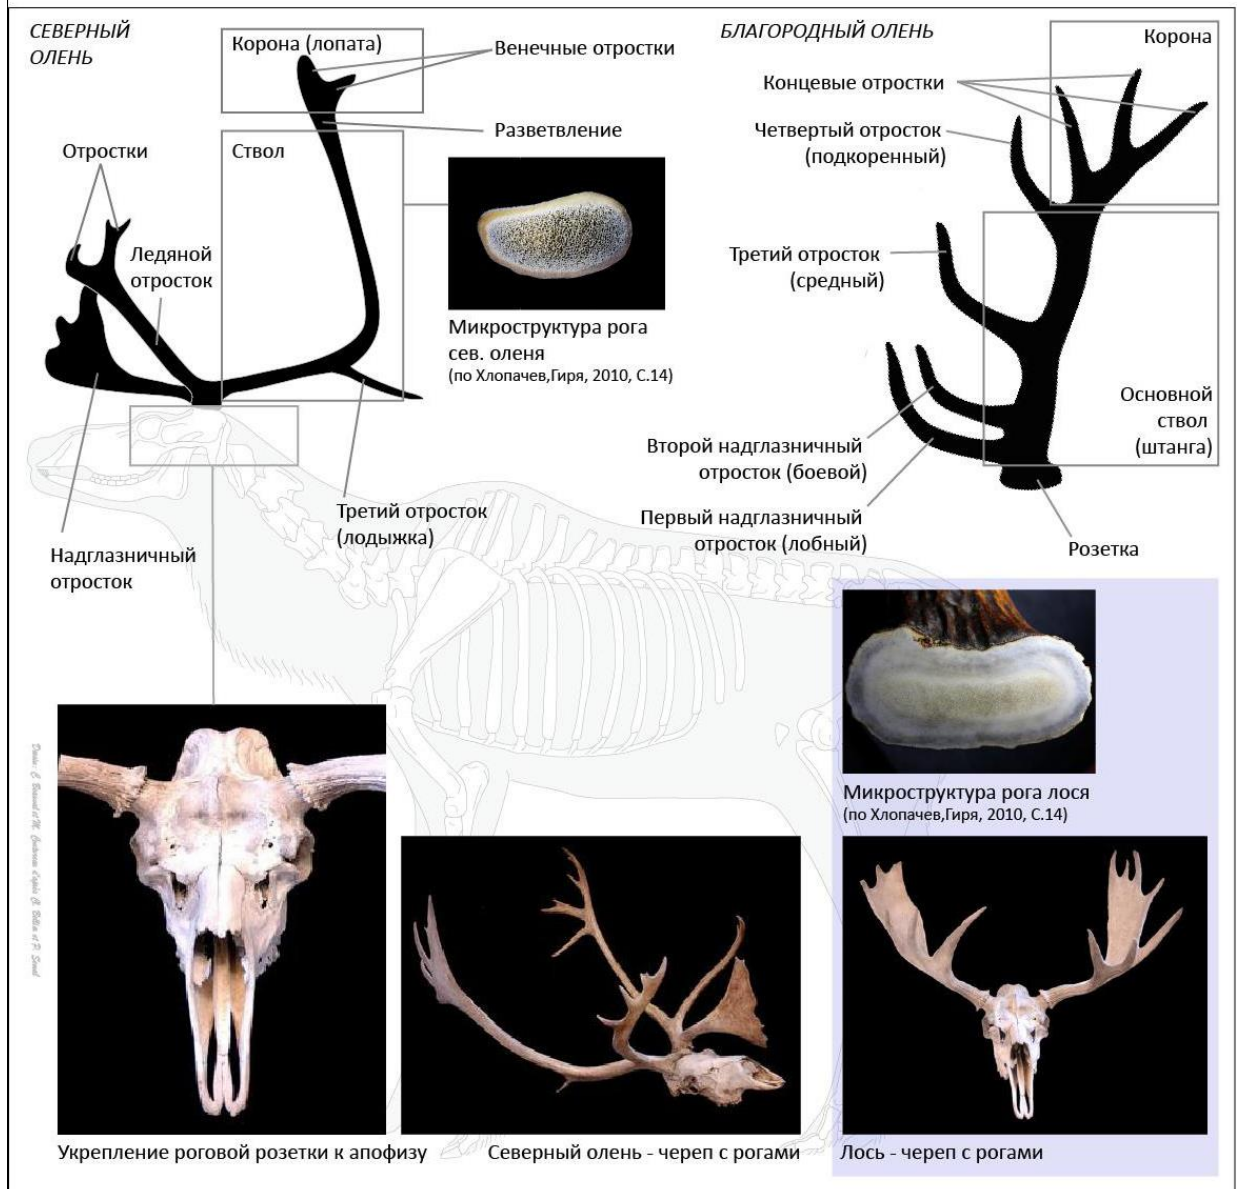 СЕВЕРНЫЙ
ОЛЕНЬ
Корона (лопата)
Венечные отростки
Разветвление
Отростки
Ствол
Ледяной
отросток
Микроструктура рога
сев. оленя
(по Хлопачев,Гиря, 2010, С.14)
Третий отросток
(лодыжка)
Надглазничный
отросток
БЛАГОРОДНЫЙ ОЛЕНЬ
Корона
Концевые отростки
Четвертый отросток
(подкоренный)
Третий отросток
(средный)
Основной
ствол
(штанга)
Второй надглазничный
отросток (боевой)
Первый надглазничный
отросток (лобный)
Розетка
Микроструктура рога лося
(по Хлопачев,Гиря, 2010, С.14)
Укрепление роговой розетки к апофизу
Северный олень - череп с рогами
Лось - череп с рогами